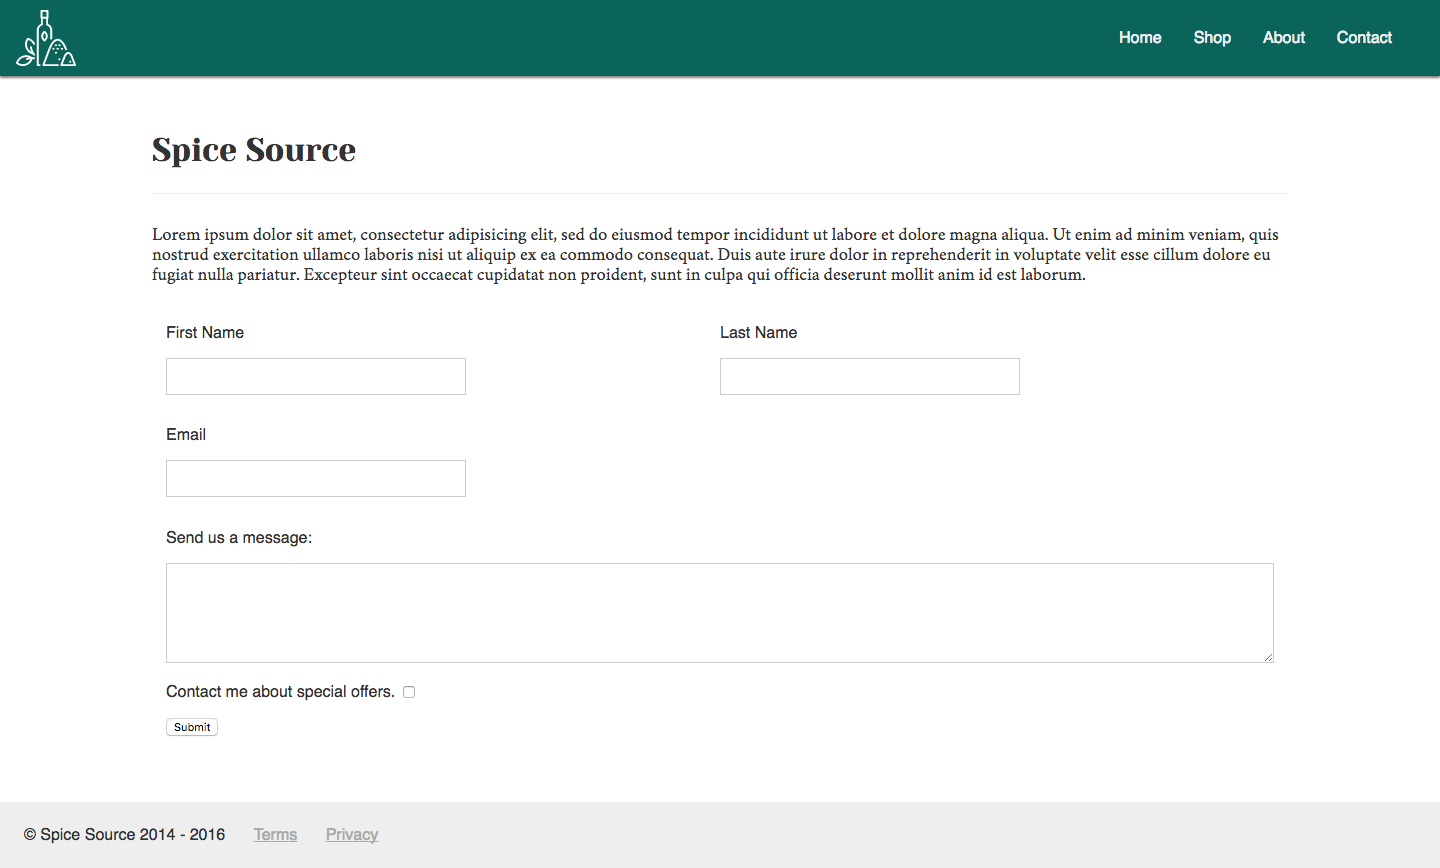 Home Shop About Contact
Spice Source
Lorem ipsum dolor sit amet, consectetur adipisicing elit, sed do eiusmod tempor incididunt ut labore et dolore magna aliqua. Ut enim ad minim veniam, quis
nostrud exercitation ullamco laboris nisi ut aliquip ex ea commodo consequat. Duis aute irure dolor in reprehenderit in voluptate velit esse cillum dolore eu
fugiat nulla pariatur. Excepteur sint occaecat cupidatat non proident, sunt in culpa qui officia deserunt mollit anim id est laborum.
First Name Last Name
Email
Send us a message:
Contact me about special offers.
Submit
© Spice Source 2014 - 2016 Terms Privacy